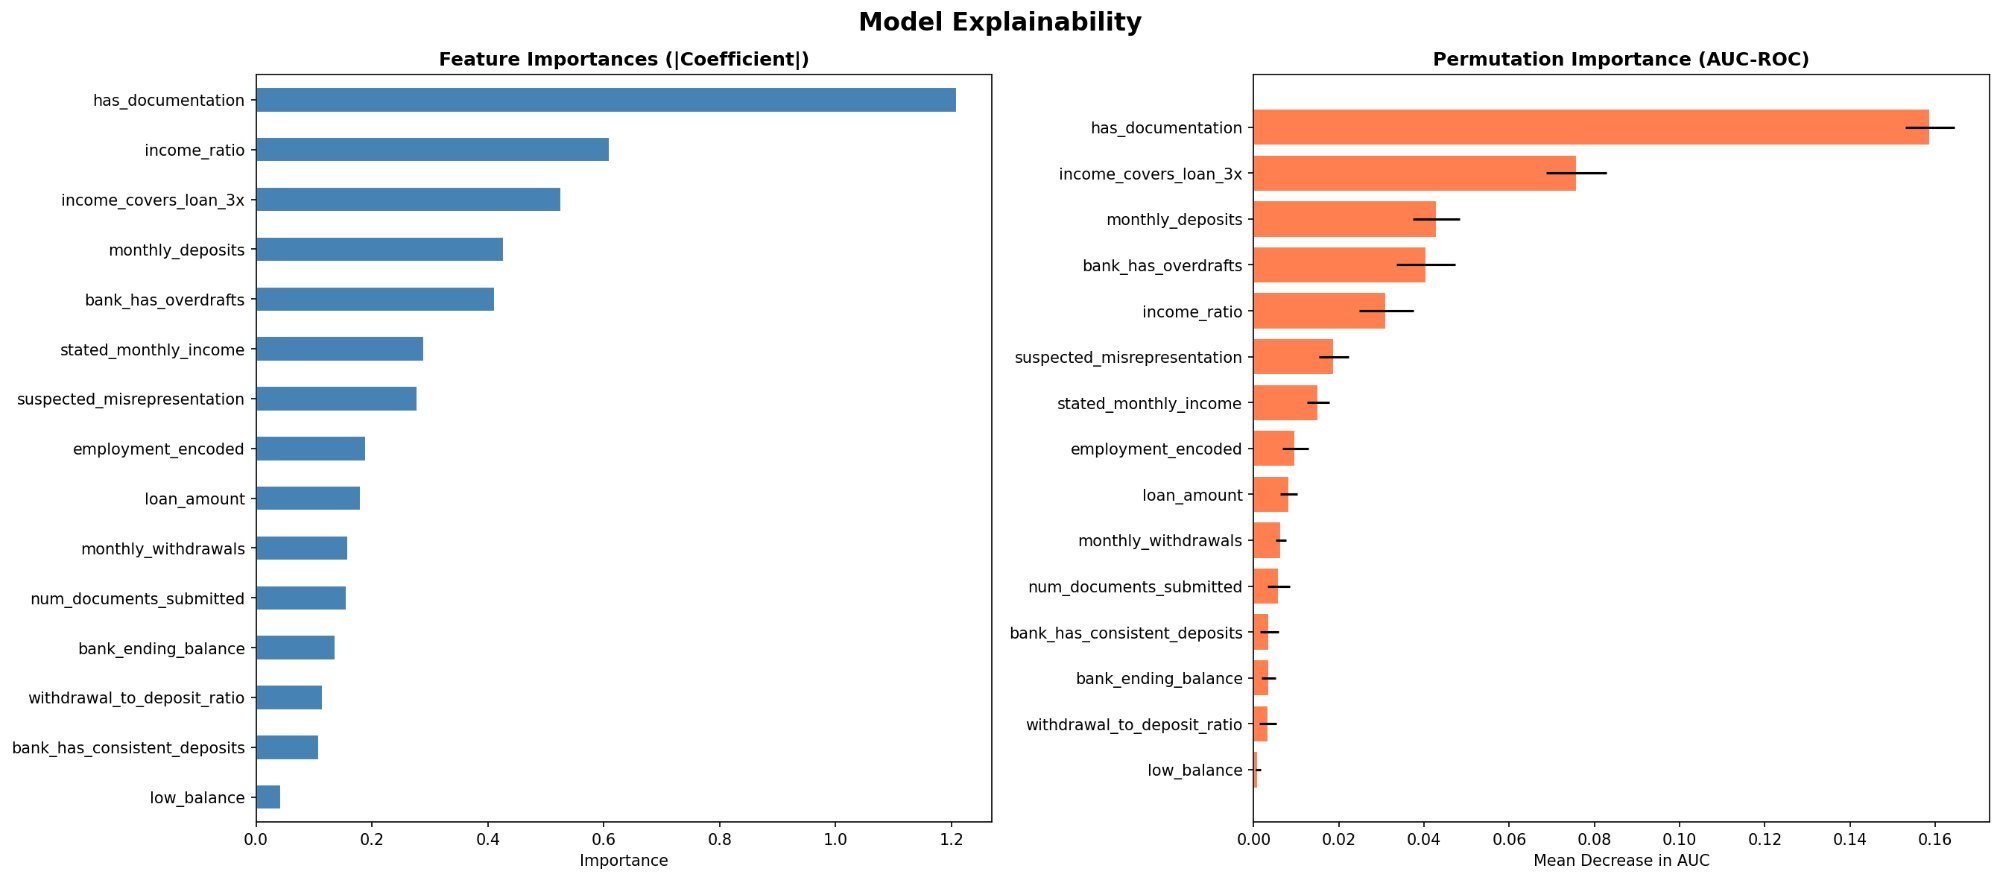 Model Explainability
Feature Importances (|Coefficient|)
has_documentation
income_ratio
income_covers_loan_3x
monthly_deposits
bank_has_overdrafts
stated_monthly_income
suspected_misrepresentation
employment_encoded
loan_amount
monthly_withdrawals
num_documents_submitted
bank_ending_balance
withdrawal_to_deposit_ratio
bank_has_consistent_deposits
low_balance
0.0 0.2 0.4 0.6 0.8 1.0 1.2
Importance
Permutation Importance (AUC-ROC)
has_documentation
income_covers_loan_3x
monthly_deposits
bank_has_overdrafts
income_ratio
suspected_misrepresentation
stated_monthly_income
employment_encoded
loan_amount
monthly_withdrawals
num_documents_submitted
bank_has_consistent_deposits
bank_ending_balance
withdrawal_to_deposit_ratio
low_balance
0.00 0.02 0.04 0.06 0.08 0.10 0.12 0.14 0.16
Mean Decrease in AUC